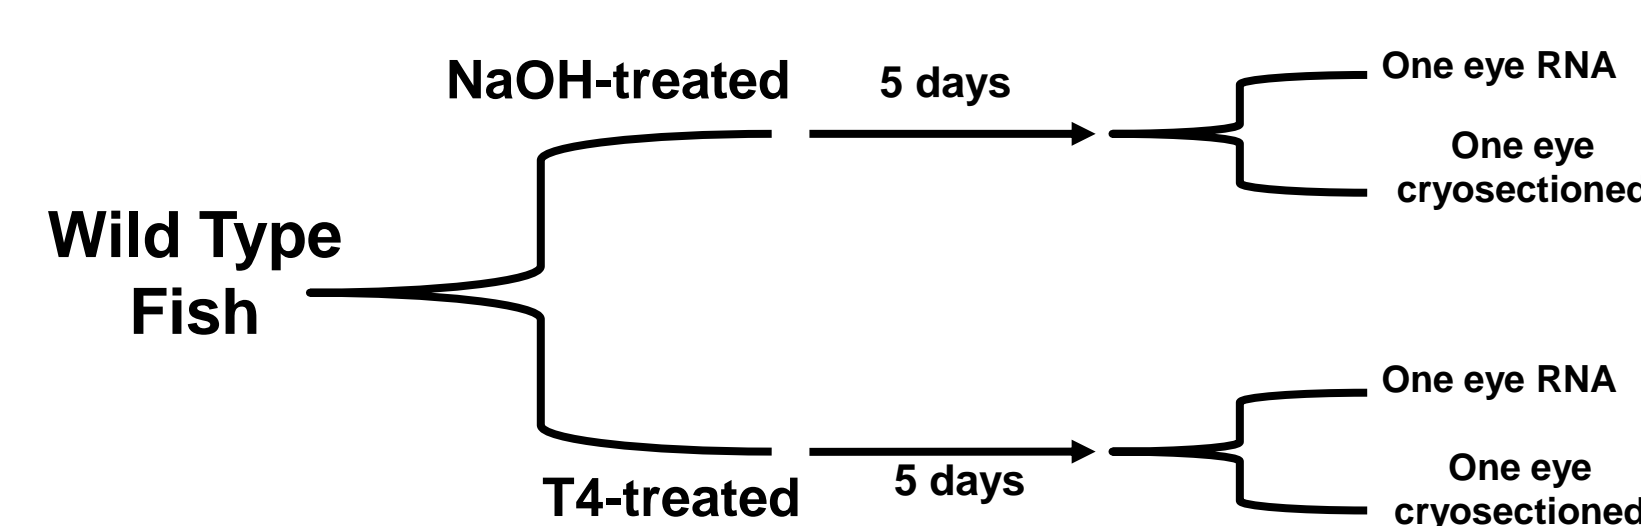 NaOH-treated
5 days
One eye RNA
One eye
cryosectioned
Wild Type
Fish
One eye RNA
T4-treated
5 days
One eye
cryosectioned